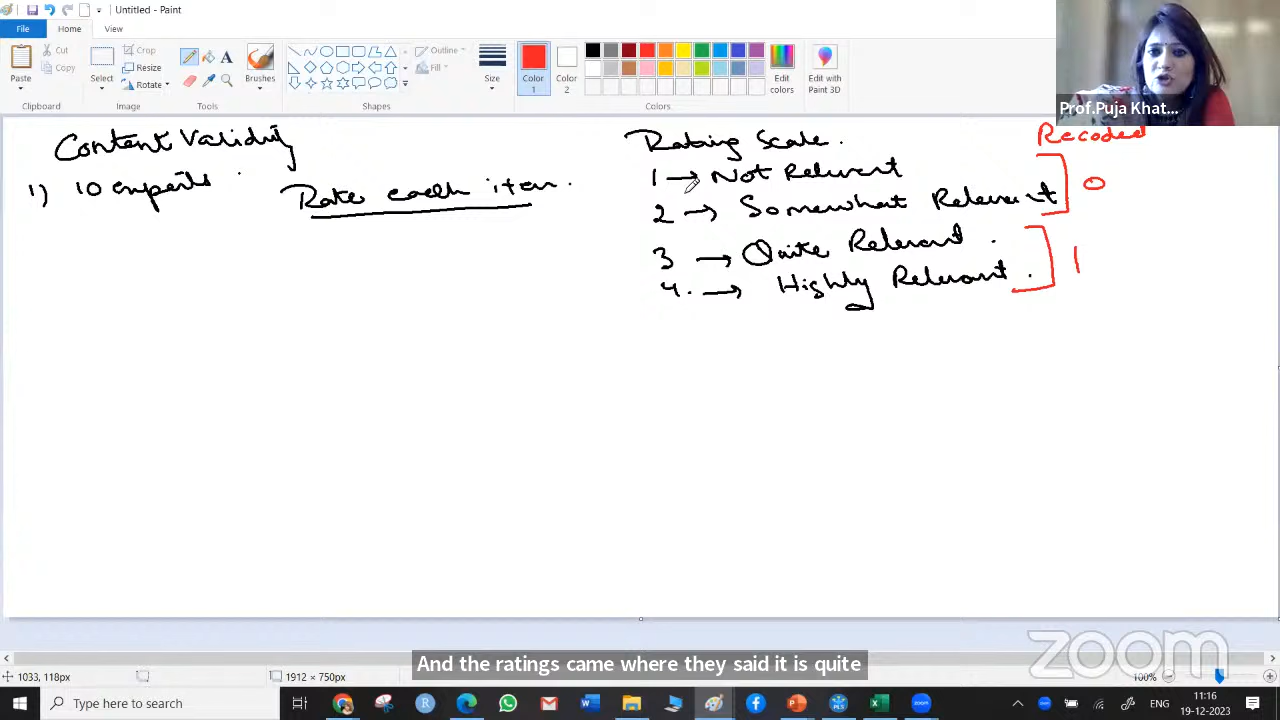 Untitled - Paint
File
Home
View
Paste
Cut
Copy
Clipboard
Select
Crop
Resize
Rotate
Image
Tools
Brushes
Outline
Fill
Shapes
Size
Color 1
Color 2
Edit colors
Colors
Edit with Paint 3D
Prof.Puja Khat...
Content Validity
1) 10 experts.
Rate each item.
Rating Scale.
Recoded
1 → Not Relevant
2 → Somewhat Relevant
0
3 → Quite Relevant.
4. → Highly Relevant.
1
zoom
And the ratings came where they said it is quite
1033, 118px
1912 × 750px
100%
Type here to search
ENG
11:16
19-12-2023